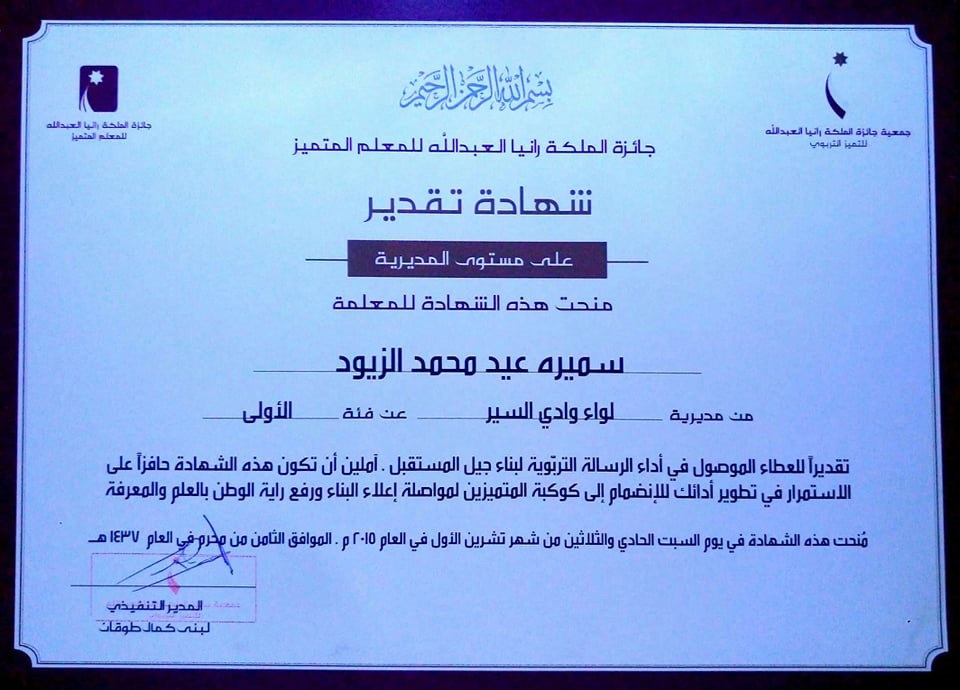 بسم الله الرحمن الرحيم
جمعية جائزة الملكة رانيا العبدالله
للتميز التربوي
جائزة الملكة رانيا العبدالله
للمعلم المتميز
جائزة الملكة رانيا العبدالله للمعلم المتميز
شهادة تقدير
على مستوى المديرية
منحت هذه الشهادة للمعلمة
سميره عيد محمد الزيود
من مديرية لواء وادي السير عن فئة الأولى
تقديراً للعطاء الموصول في أداء الرسالة التربّوية لبناء جيل المستقبل . آملين أن تكون هذه الشهادة حافزاً على
الاستمرار في تطوير أدائك للإنضمام إلى كوكبة المتميزين لمواصلة إعلاء البناء ورفع راية الوطن بالعلم والمعرفة
مُنحت هذه الشهادة في يوم السبت الحادي والثلاثين من شهر تشرين الأول في العام ٢٠١٥ م . الموافق الثامن من محرم في العام ١٤٣٧ هـ
المدير التنفيذي
لبنى كمال طوقان